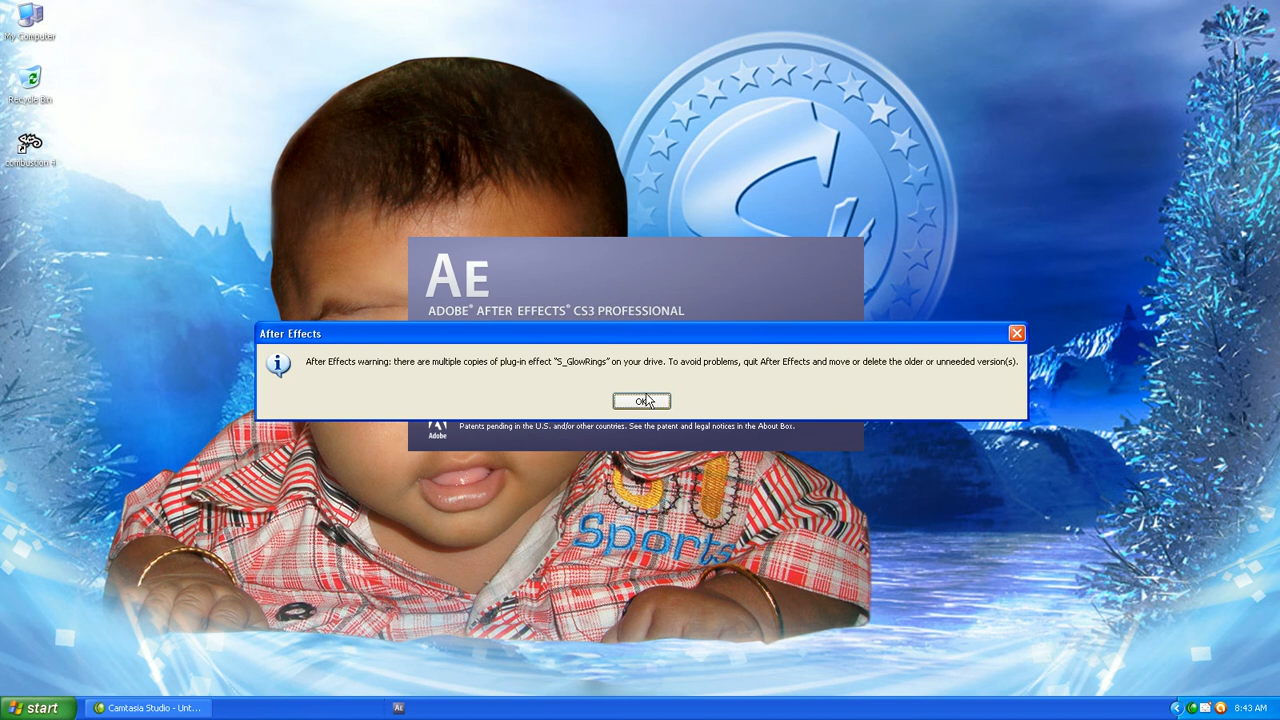 My Computer
Recycle Bin
combustion 4
AE
ADOBE® AFTER EFFECTS® CS3 PROFESSIONAL
After Effects
After Effects warning: there are multiple copies of plug-in effect "S_GlowRings" on your drive. To avoid problems, quit After Effects and move or delete the older or unneeded version(s).
OK
Adobe
Patents pending in the U.S. and/or other countries. See the patent and legal notices in the About Box.
Sports
start
Camtasia Studio - Unt...
Ae
8:43 AM